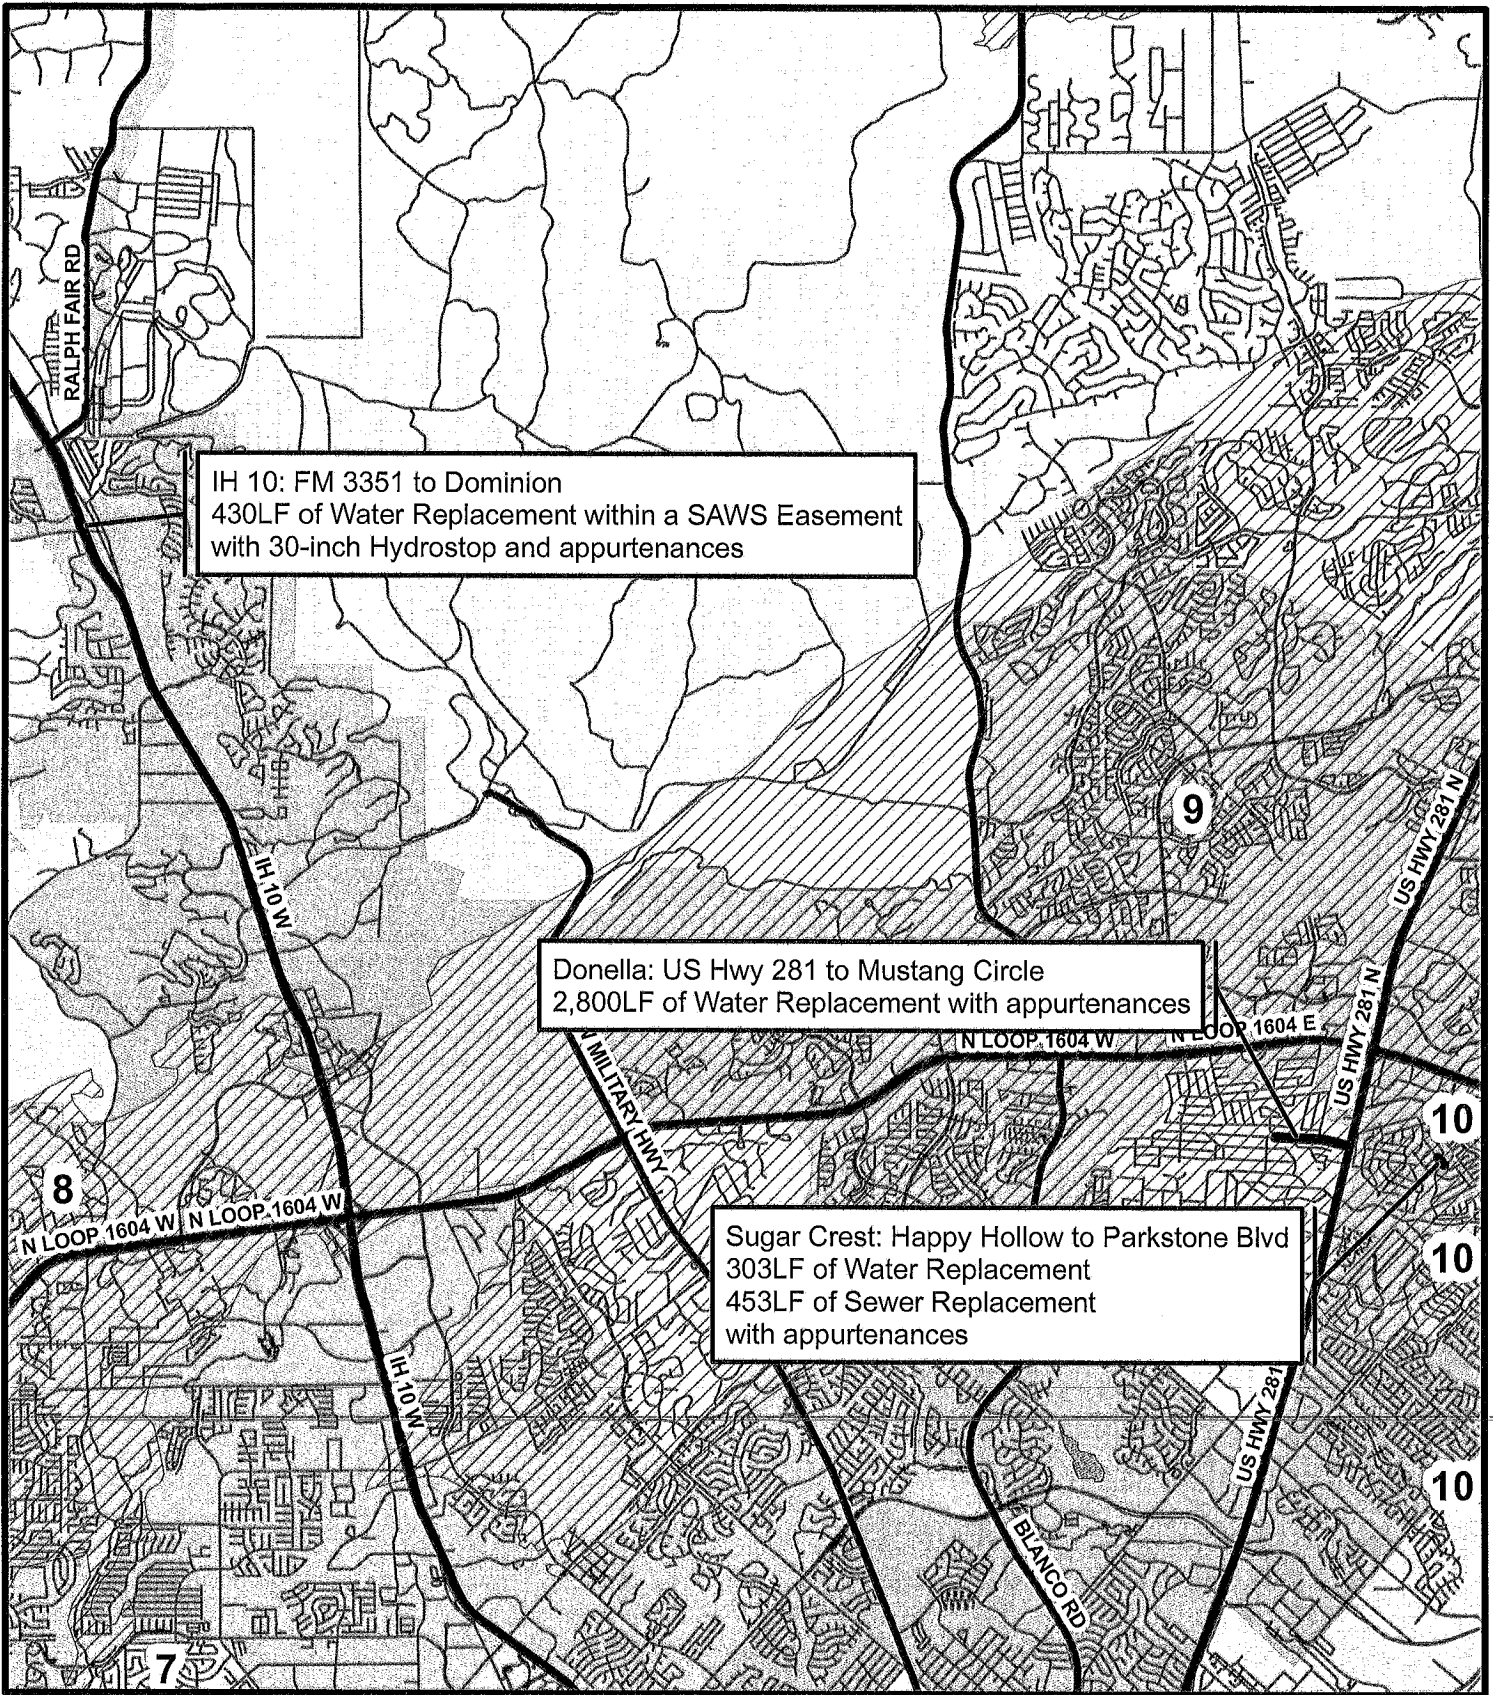 RALPH FAIR RD
IH 10: FM 3351 to Dominion
430LF of Water Replacement within a SAWS Easement
with 30-inch Hydrostop and appurtenances
9
US HWY 281 N
IH 10 W
Donella: US Hwy 281 to Mustang Circle
2,800LF of Water Replacement with appurtenances
US HWY 281 N
N LOOP 1604 W
N LOOP 1604 E
N MILITARY HWY
10
8
N LOOP 1604 W
N LOOP 1604 W
Sugar Crest: Happy Hollow to Parkstone Blvd
303LF of Water Replacement
453LF of Sewer Replacement
with appurtenances
10
IH 10 W
US HWY 281
10
BLANCO RD
7